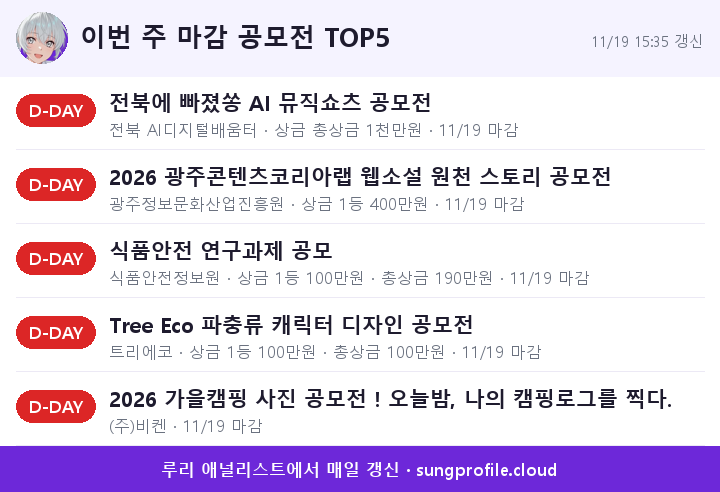 이번 주 마감 공모전 TOP5
11/19 15:35 갱신
D-DAY
전북에 빠졌쏭 AI 뮤직쇼츠 공모전
전북 AI디지털배움터 · 상금 총상금 1천만원 · 11/19 마감
D-DAY
2026 광주콘텐츠코리아랩 웹소설 원천 스토리 공모전
광주정보문화산업진흥원 · 상금 1등 400만원 · 11/19 마감
D-DAY
식품안전 연구과제 공모
식품안전정보원 · 상금 1등 100만원 · 총상금 190만원 · 11/19 마감
D-DAY
Tree Eco 파충류 캐릭터 디자인 공모전
트리에코 · 상금 1등 100만원 · 총상금 100만원 · 11/19 마감
D-DAY
2026 가을캠핑 사진 공모전 ! 오늘밤, 나의 캠핑로그를 찍다.
(주)비켄 · 11/19 마감
루리 애널리스트에서 매일 갱신 · sungprofile.cloud